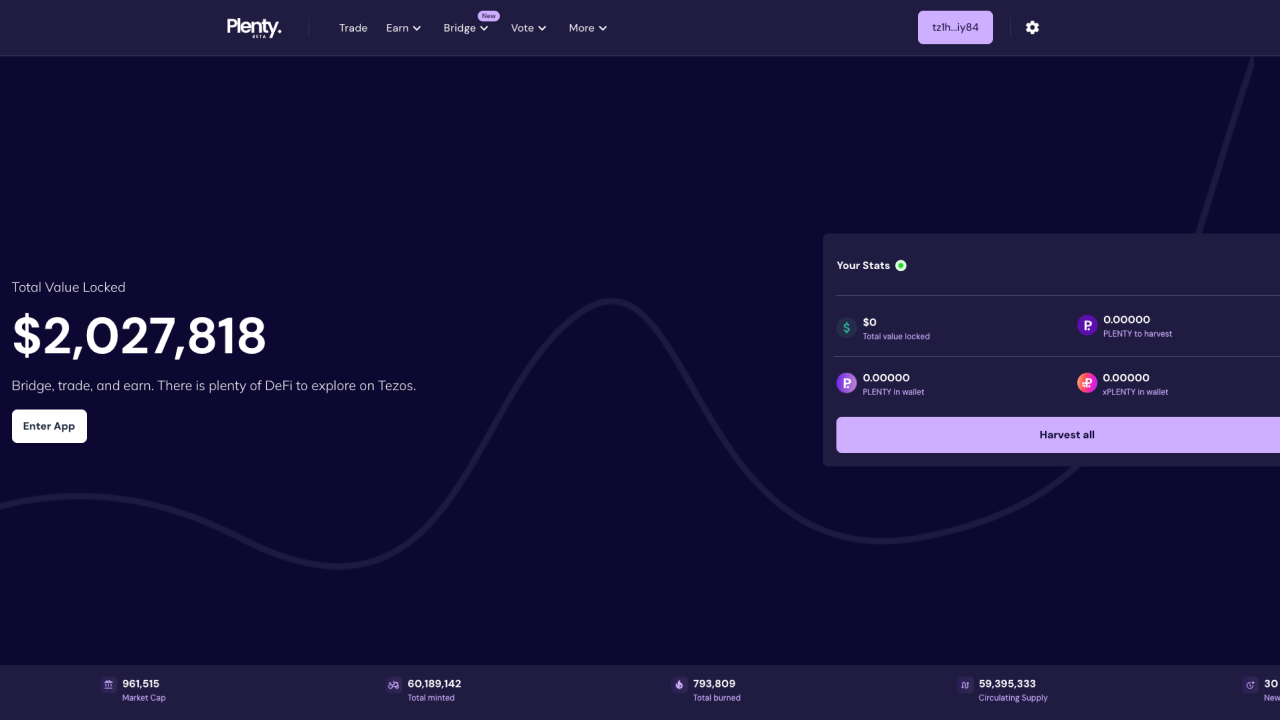 Plenty.
BETA
Trade
Earn
Bridge
New
Vote
More
tz1h...iy84
Total Value Locked
$2,027,818
Bridge, trade, and earn. There is plenty of DeFi to explore on Tezos.
Enter App
Your Stats
$0
Total value locked
0.00000
PLENTY to harvest
0.00000
PLENTY in wallet
0.00000
xPLENTY in wallet
Harvest all
961,515
Market Cap
60,189,142
Total minted
793,809
Total burned
59,395,333
Circulating Supply
30
New